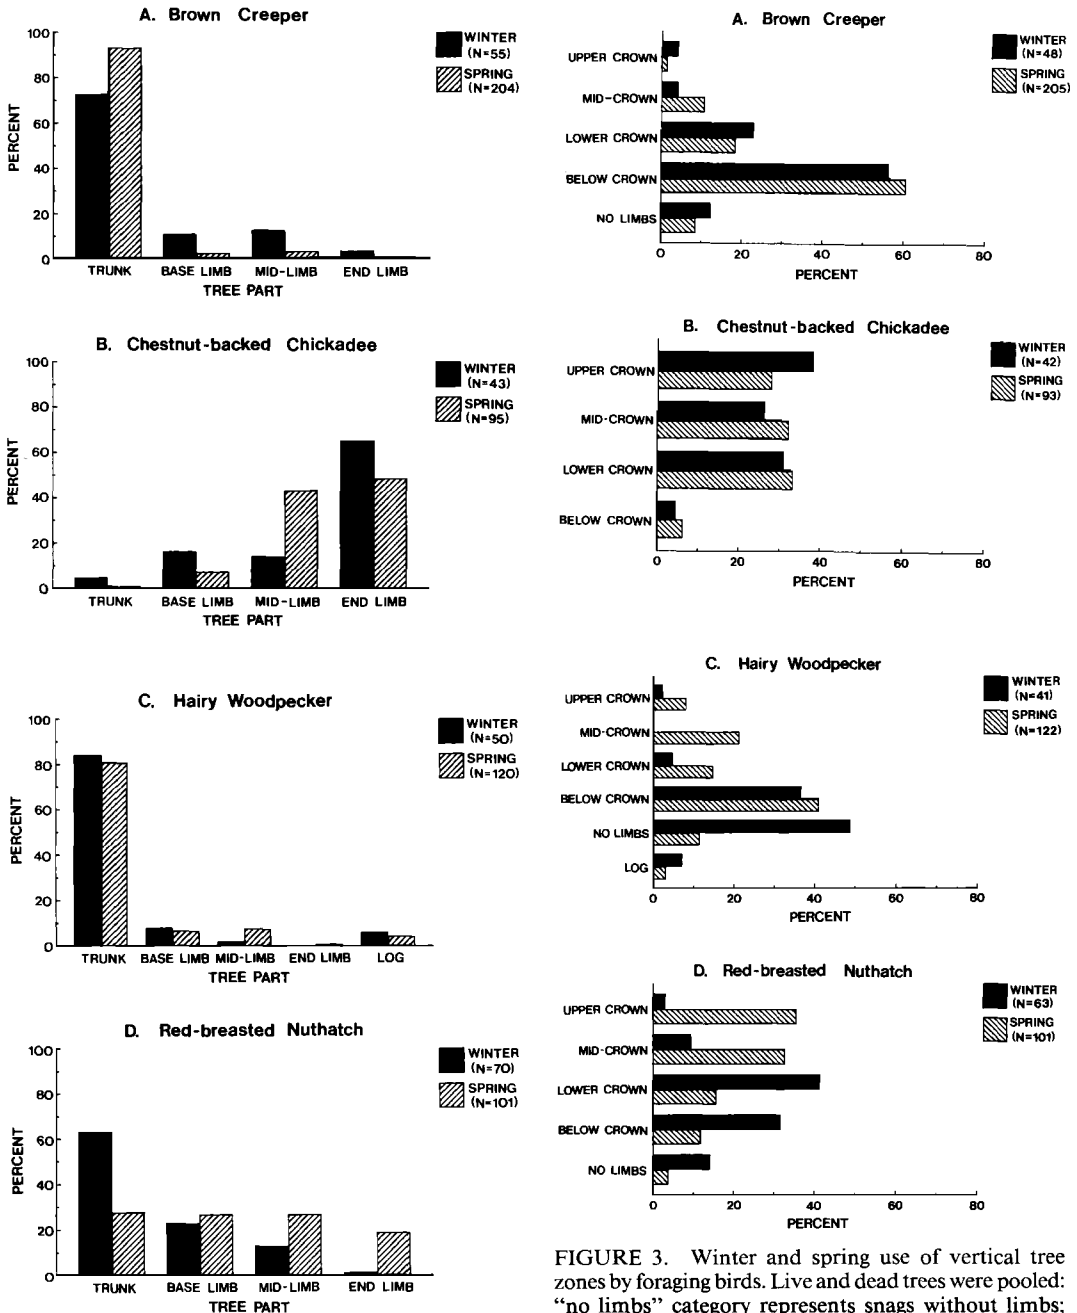 A. Brown Creeper
100
80
60
40
20
0
PERCENT
WINTER
(N=55)
SPRING
(N=204)
TRUNK BASE LIMB MID-LIMB END LIMB
TREE PART
B. Chestnut-backed Chickadee
100
80
60
40
20
0
PERCENT
WINTER
(N=43)
SPRING
(N=95)
TRUNK BASE LIMB MID-LIMB END LIMB
TREE PART
C. Hairy Woodpecker
100
80
60
40
20
0
PERCENT
WINTER
(N=50)
SPRING
(N=120)
TRUNK BASE LIMB MID-LIMB END LIMB LOG
TREE PART
D. Red-breasted Nuthatch
100
80
60
40
20
0
PERCENT
WINTER
(N=70)
SPRING
(N=101)
TRUNK BASE LIMB MID-LIMB END LIMB
TREE PART
A. Brown Creeper
UPPER CROWN
MID-CROWN
LOWER CROWN
BELOW CROWN
NO LIMBS
WINTER
(N=48)
SPRING
(N=205)
0 20 40 60 80
PERCENT
B. Chestnut-backed Chickadee
UPPER CROWN
MID-CROWN
LOWER CROWN
BELOW CROWN
WINTER
(N=42)
SPRING
(N=93)
0 20 40 60 80
PERCENT
C. Hairy Woodpecker
UPPER CROWN
MID-CROWN
LOWER CROWN
BELOW CROWN
NO LIMBS
LOG
WINTER
(N=41)
SPRING
(N=122)
0 20 40 60 80
PERCENT
D. Red-breasted Nuthatch
UPPER CROWN
MID-CROWN
LOWER CROWN
BELOW CROWN
NO LIMBS
WINTER
(N=63)
SPRING
(N=101)
0 20 40 60 80
PERCENT
FIGURE 3. Winter and spring use of vertical tree
zones by foraging birds. Live and dead trees were pooled:
"no limbs" category represents snags without limbs;